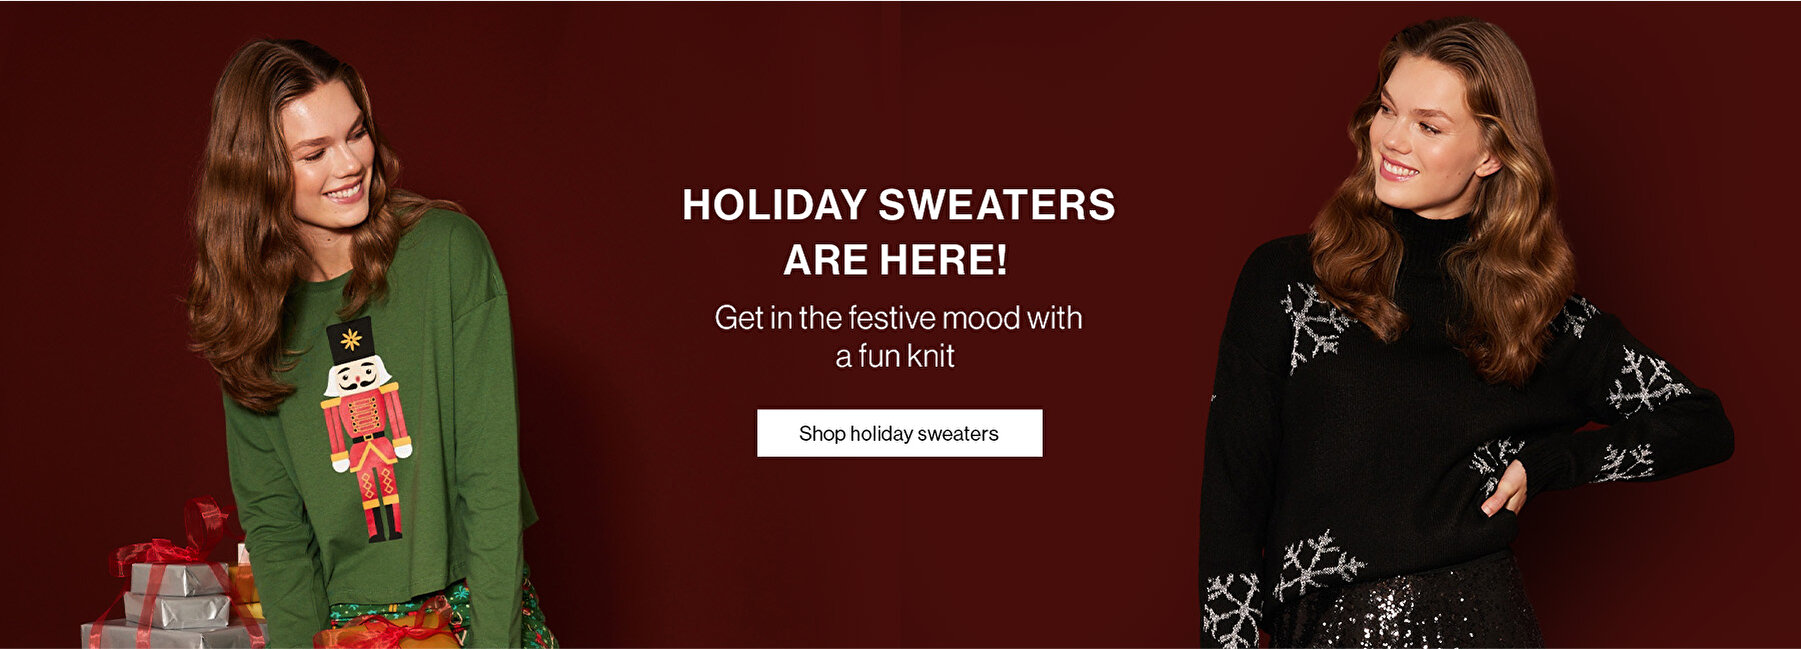 HOLIDAY SWEATERS
ARE HERE!
Get in the festive mood with
a fun knit
Shop holiday sweaters